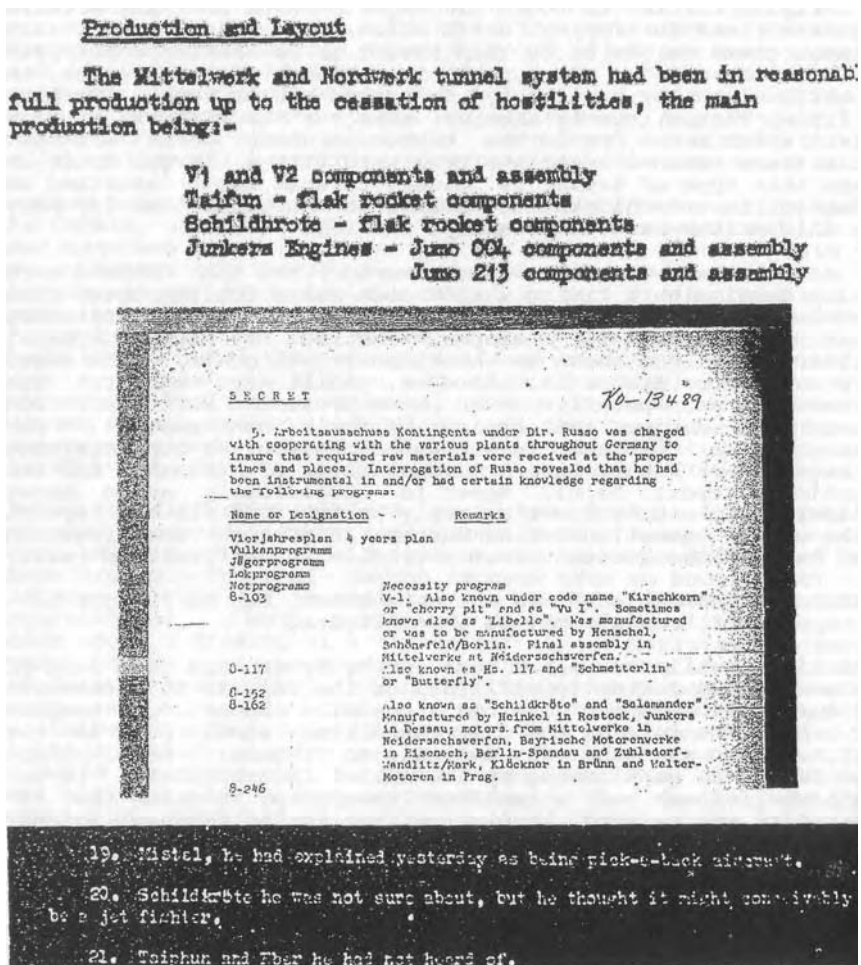 Production and Layout
The Mittelwerk and Nordwerk tunnel system had been in reasonabl
full production up to the cessation of hostilities, the main
production being:-
V1 and V2 components and assembly
Taifun - flak rocket components
Schildhrote - flak rocket components
Junkers Engines - Jumo 004 components and assembly
Jumo 213 components and assembly
SECRET
KO-13489
5. Arbeitsausschuss Kontingents under Dir. Russo was charged
with cooperating with the various plants throughout Germany to
insure that required raw materials were received at the proper
times and places. Interrogation of Russo revealed that he had
been instrumental in and/or had certain knowledge regarding
the following programs:
Name or Designation Remarks
Vierjahresplan 4 years plan
Vulkanprogramm
Jägerprogramm
Lokprogramm
Notprogramm Necessity program
8-103 V-1. Also known under code name "Kirschkern"
or "cherry pit" and as "Vu I". Sometimes
known also as "Libelle". Was manufactured
or was to be manufactured by Henschel,
Schönefeld/Berlin. Final assembly in
Mittelwerke at Neidersachswerfen.
8-117 Also known as Hs. 117 and "Schmetterlin"
or "Butterfly".
8-152
8-162 Also known as "Schildkröte" and "Salamander".
Manufactured by Heinkel in Rostock, Junkers
in Dessau; motors from Mittelwerke in
Neidersachswerfen, Bayrische Motorenwerke
in Eisenach; Berlin-Spandau and Zuhlsdorf-
Wandlitz/Mark, Klöckner in Brünn and Walter-
Motoren in Prag.
8-246
19. Mistel, he had explained yesterday as being pick-a-back aircraft.
20. Schildkröte he was not sure about, but he thought it might conceivably
be a jet fighter.
21. Taiphun and Eber he had not heard of.